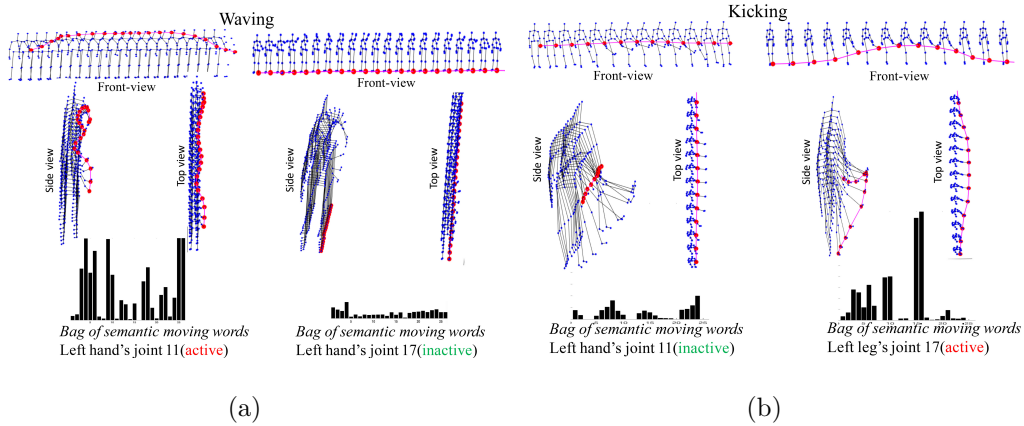 Waving
Kicking
Front-view
Front-view
Front-view
Front-view
Side view
Top view
Side view
Top view
Side view
Top view
Side view
Top view
Bag of semantic moving words
Bag of semantic moving words
Bag of semantic moving words
Bag of semantic moving words
Left hand's joint 11(active)
Left hand's joint 17(inactive)
Left hand's joint 11(inactive)
Left leg's joint 17(active)
(a)
(b)